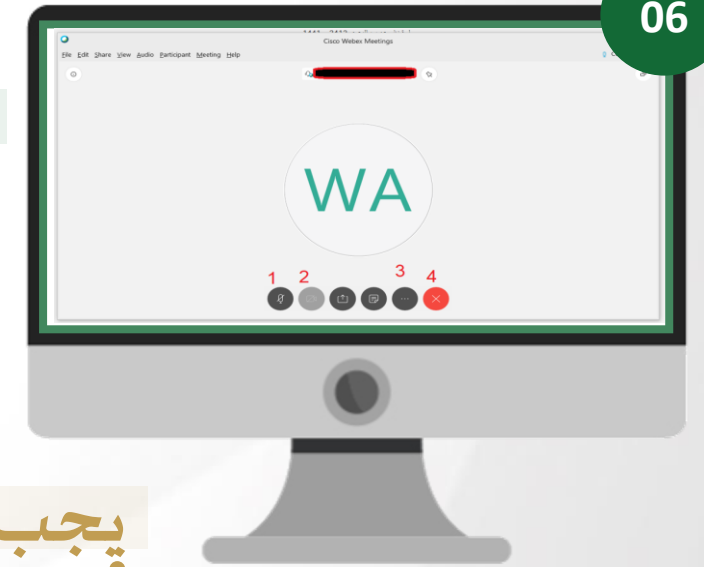 06
Cisco Webex Meetings
File Edit Share View Audio Participant Meeting Help
WA
1 2 3 4
يجب